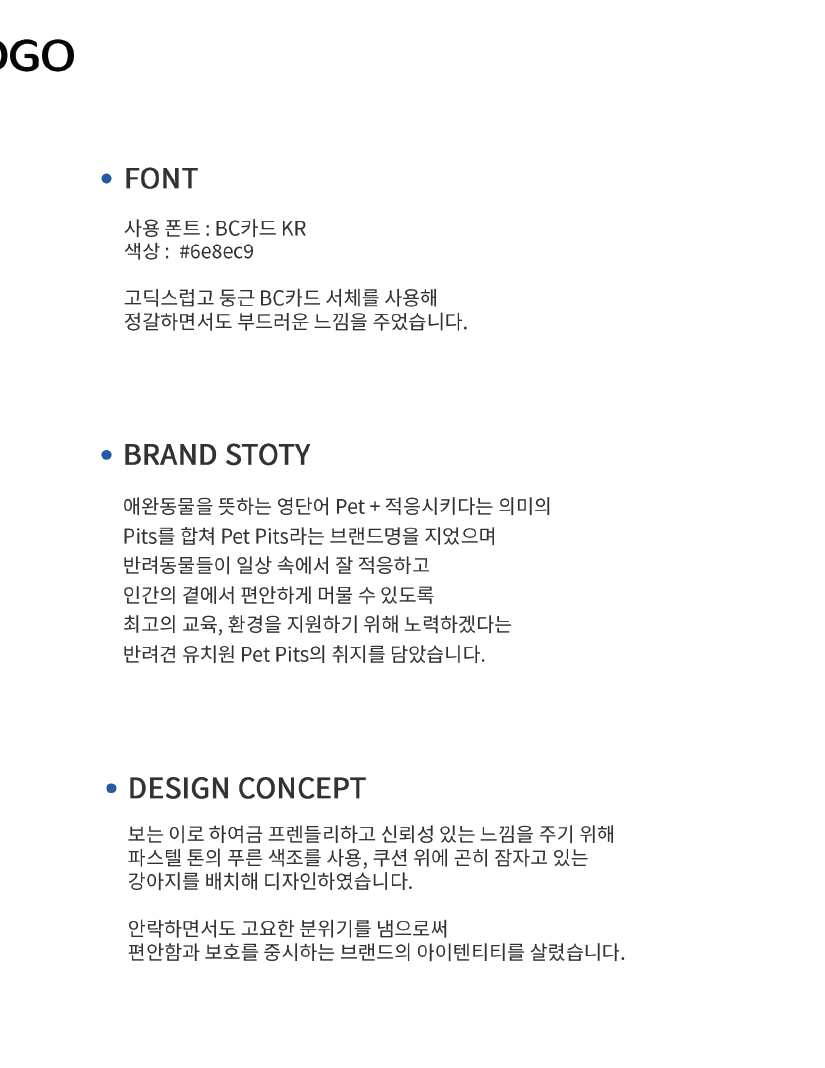 OGO
FONT
사용 폰트 : BC카드 KR
색상 : #6e8ec9
고딕스럽고 둥근 BC카드 서체를 사용해
정갈하면서도 부드러운 느낌을 주었습니다.
BRAND STOTY
애완동물을 뜻하는 영단어 Pet + 적응시키다는 의미의
Pits를 합쳐 Pet Pits라는 브랜드명을 지었으며
반려동물들이 일상 속에서 잘 적응하고
인간의 곁에서 편안하게 머물 수 있도록
최고의 교육, 환경을 지원하기 위해 노력하겠다는
반려견 유치원 Pet Pits의 취지를 담았습니다.
DESIGN CONCEPT
보는 이로 하여금 프렌들리하고 신뢰성 있는 느낌을 주기 위해
파스텔 톤의 푸른 색조를 사용, 쿠션 위에 곤히 잠자고 있는
강아지를 배치해 디자인하였습니다.
안락하면서도 고요한 분위기를 냄으로써
편안함과 보호를 중시하는 브랜드의 아이텐티티를 살렸습니다.